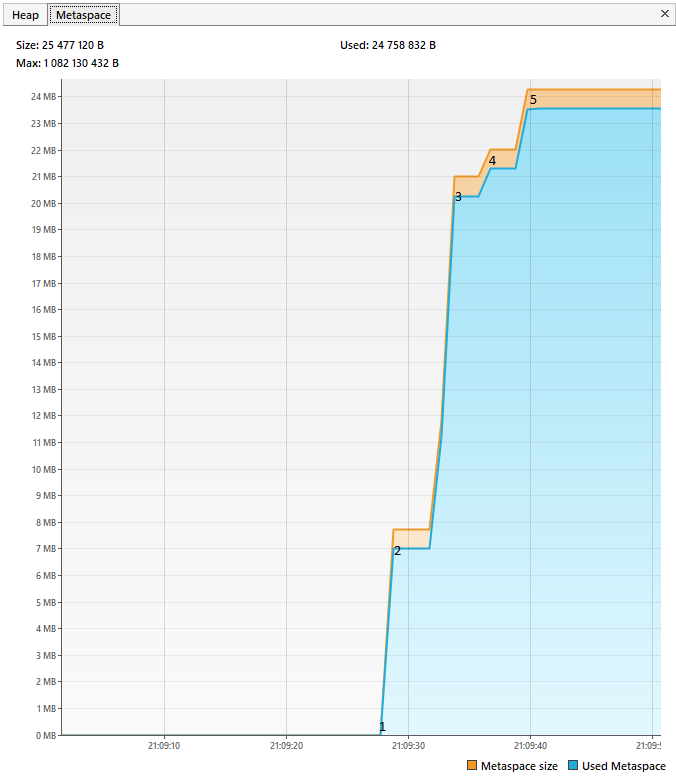 Heap Metaspace
Size: 25 477 120 B Used: 24 758 832 B
Max: 1 082 130 432 B
24 MB
23 MB
22 MB
21 MB
20 MB
19 MB
18 MB
17 MB
16 MB
15 MB
14 MB
13 MB
12 MB
11 MB
10 MB
9 MB
8 MB
7 MB
6 MB
5 MB
4 MB
3 MB
2 MB
1 MB
0 MB
5
4
3
2
1
21:09:10 21:09:20 21:09:30 21:09:40 21:09:5
Metaspace size Used Metaspace